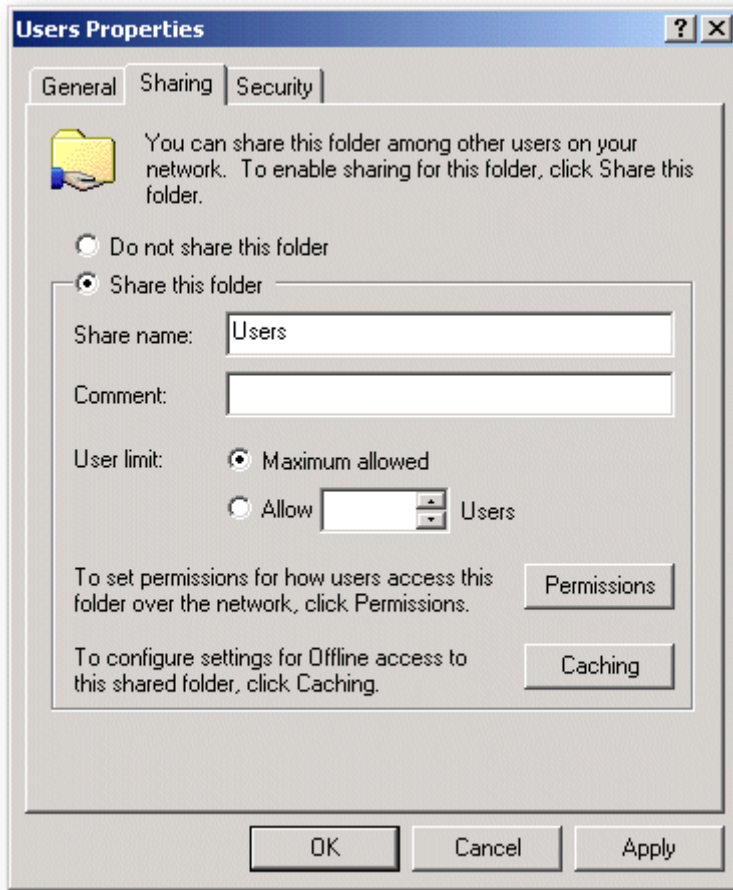 Users Properties
General Sharing Security
You can share this folder among other users on your
network. To enable sharing for this folder, click Share this
folder.
Do not share this folder
Share this folder
Share name: Users
Comment:
User limit: Maximum allowed
Allow Users
To set permissions for how users access this
folder over the network, click Permissions.
Permissions
To configure settings for Offline access to
this shared folder, click Caching.
Caching
OK Cancel Apply